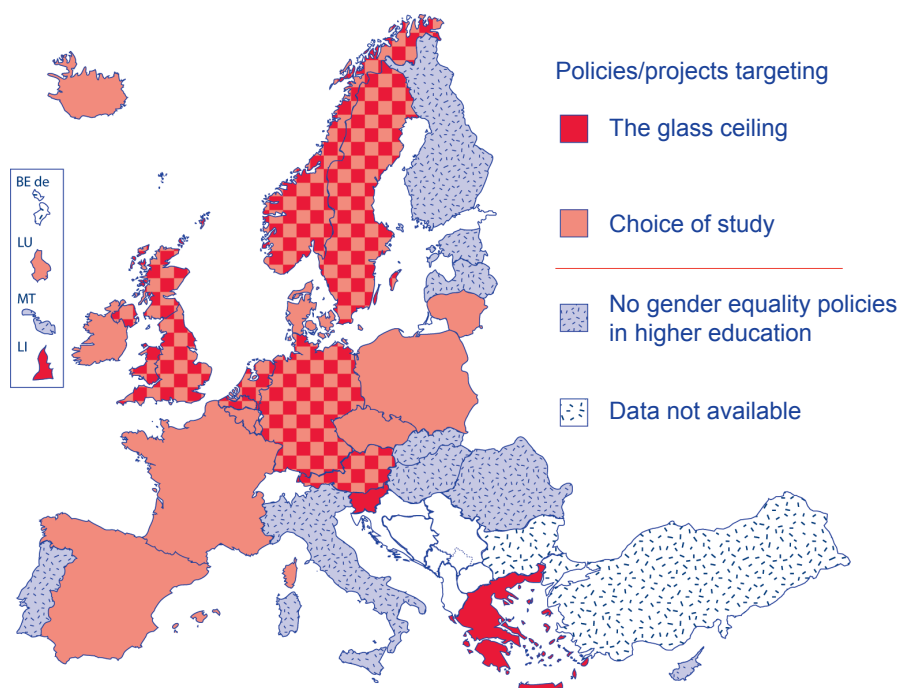 Policies/projects targeting
The glass ceiling
Choice of study
No gender equality policies
in higher education
Data not available
BE de
LU
MT
LI